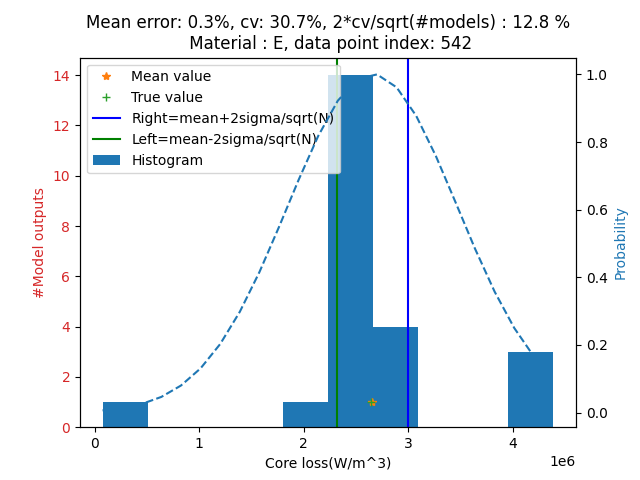 Mean error: 0.3%, cv: 30.7%, 2*cv/sqrt(#models) : 12.8 %
Material : E, data point index: 542
Mean value
True value
Right=mean+2sigma/sqrt(N)
Left=mean-2sigma/sqrt(N)
Histogram
#Model outputs
14
12
10
8
6
4
2
0
1.0
0.8
0.6
0.4
0.2
0.0
Probability
0 1 2 3 4
1e6
Core loss(W/m^3)